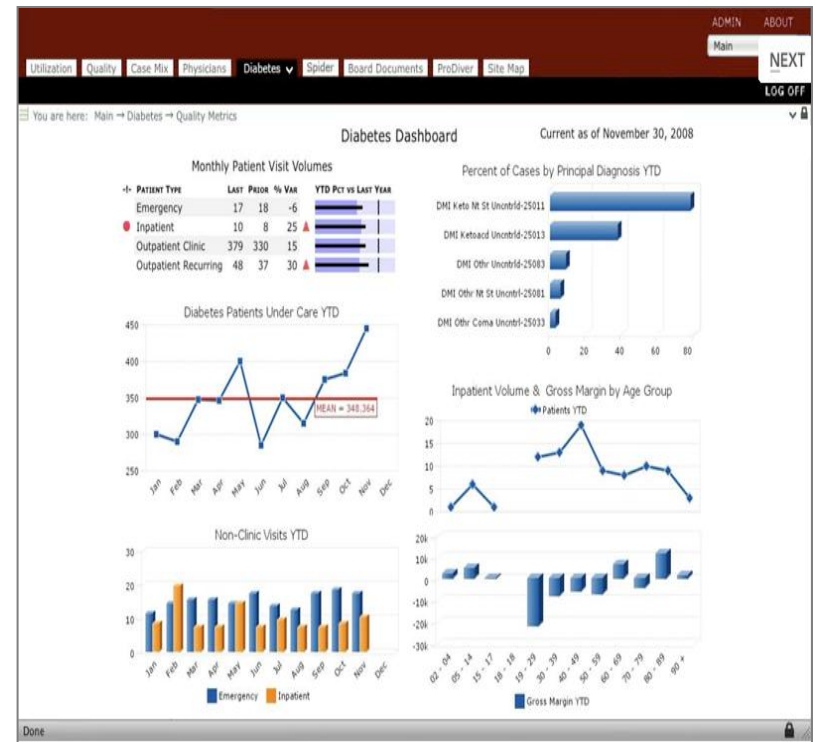 ADMIN ABOUT
Main
NEXT
Utilization Quality Case Mix Physicians Diabetes Spider Board Documents ProDiver Site Map
LOG OFF
You are here: Main → Diabetes → Quality Metrics
Diabetes Dashboard
Current as of November 30, 2008
Monthly Patient Visit Volumes
-!- PATIENT TYPE LAST PRIOR % VAR YTD PCT VS LAST YEAR
Emergency 17 18 -6
Inpatient 10 8 25
Outpatient Clinic 379 330 15
Outpatient Recurring 48 37 30
Percent of Cases by Principal Diagnosis YTD
DMI Keto Nt St Uncntrld-25011
DMI Ketoacd Uncontrld-25013
DMI Othr Uncntrld-25083
DMI Othr Nt St Uncntrl-25081
DMI Othr Coma Uncntrl-25033
0 20 40 60 80
Diabetes Patients Under Care YTD
450
400
350
300
250
MEAN = 348.364
Jan Feb Mar Apr May Jun Jul Aug Sep Oct Nov Dec
Inpatient Volume & Gross Margin by Age Group
Patients YTD
20
15
10
5
0
20k
10k
0
-10k
-20k
-30k
02 - 04 05 - 14 15 - 17 18 - 18 19 - 29 30 - 39 40 - 49 50 - 59 60 - 69 70 - 79 80 - 89 90 +
Gross Margin YTD
Non-Clinic Visits YTD
30
20
10
0
Jan Feb Mar Apr May Jun Jul Aug Sep Oct Nov Dec
Emergency Inpatient
Done